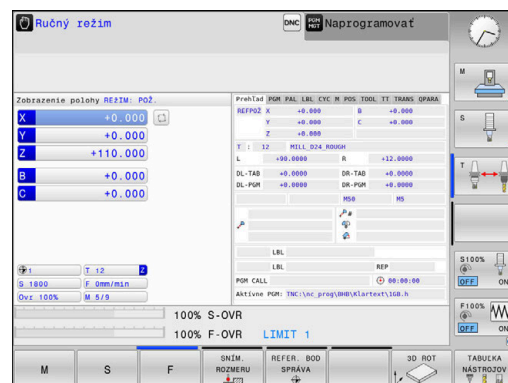 Ručný režim
DNC
PGM MGT
Naprogramovať
Zobrazenie polohy REŽIM: POŽ.
X +0.000
Y +0.000
Z +110.000
B +0.000
C +0.000
1 T 12 Z
S 1800 F 0mm/min
Ovr 100% M 5/9
Prehľad PGM PAL LBL CYC M POS TOOL TT TRANS QPARA
REFPOŽ X +0.000 B +0.000
Y +0.000 C +0.000
Z +0.000
T : 12 MILL_D24_ROUGH
L +90.0000 R +12.0000
DL-TAB +0.0000 DR-TAB +0.0000
DL-PGM +0.0000 DR-PGM +0.0000
M50 M5
LBL
LBL REP
PGM CALL 00:00:00
Aktívne PGM: TNC:\nc_prog\BHB\Klartext\1GB.h
100% S-OVR
100% F-OVR LIMIT 1
M
S
T
S100%
OFF ON
F100%
OFF ON
M
S
F
SNÍM. ROZMERU
REFER. BOD SPRÁVA
3D ROT
TABUĽKA NÁSTROJOV